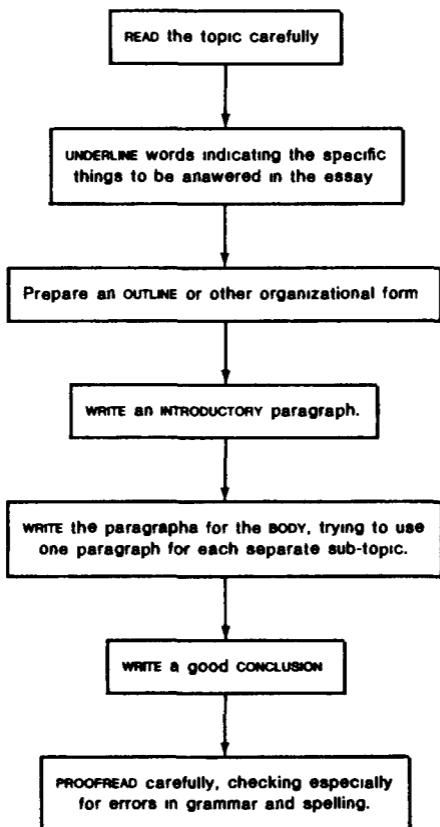 READ the topic carefully
UNDERLINE words indicating the specific
things to be anawered in the essay
Prepare an OUTLINE or other organizational form
WRITE an INTRODUCTORY paragraph.
WRITE the paragrapha for the BODY, trying to use
one paragraph for each separate sub-topic.
WRITE a good CONCLUSION
PROOFREAD carefully, checking especially
for errors in grammar and spelling.